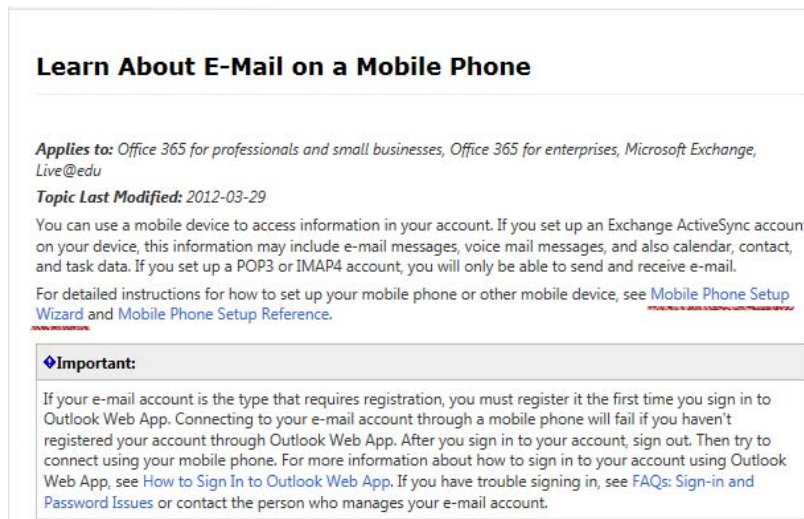 Learn About E-Mail on a Mobile Phone
Applies to: Office 365 for professionals and small businesses, Office 365 for enterprises, Microsoft Exchange,
Live@edu
Topic Last Modified: 2012-03-29
You can use a mobile device to access information in your account. If you set up an Exchange ActiveSync account
on your device, this information may include e-mail messages, voice mail messages, and also calendar, contact,
and task data. If you set up a POP3 or IMAP4 account, you will only be able to send and receive e-mail.
For detailed instructions for how to set up your mobile phone or other mobile device, see Mobile Phone Setup
Wizard and Mobile Phone Setup Reference.
Important:
If your e-mail account is the type that requires registration, you must register it the first time you sign in to
Outlook Web App. Connecting to your e-mail account through a mobile phone will fail if you haven't
registered your account through Outlook Web App. After you sign in to your account, sign out. Then try to
connect using your mobile phone. For more information about how to sign in to your account using Outlook
Web App, see How to Sign In to Outlook Web App. If you have trouble signing in, see FAQs: Sign-in and
Password Issues or contact the person who manages your e-mail account.